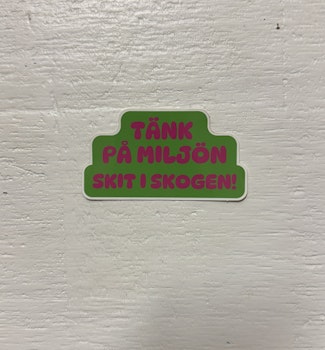 TÄNK
PÅ MILJÖN
SKIT I SKOGEN!